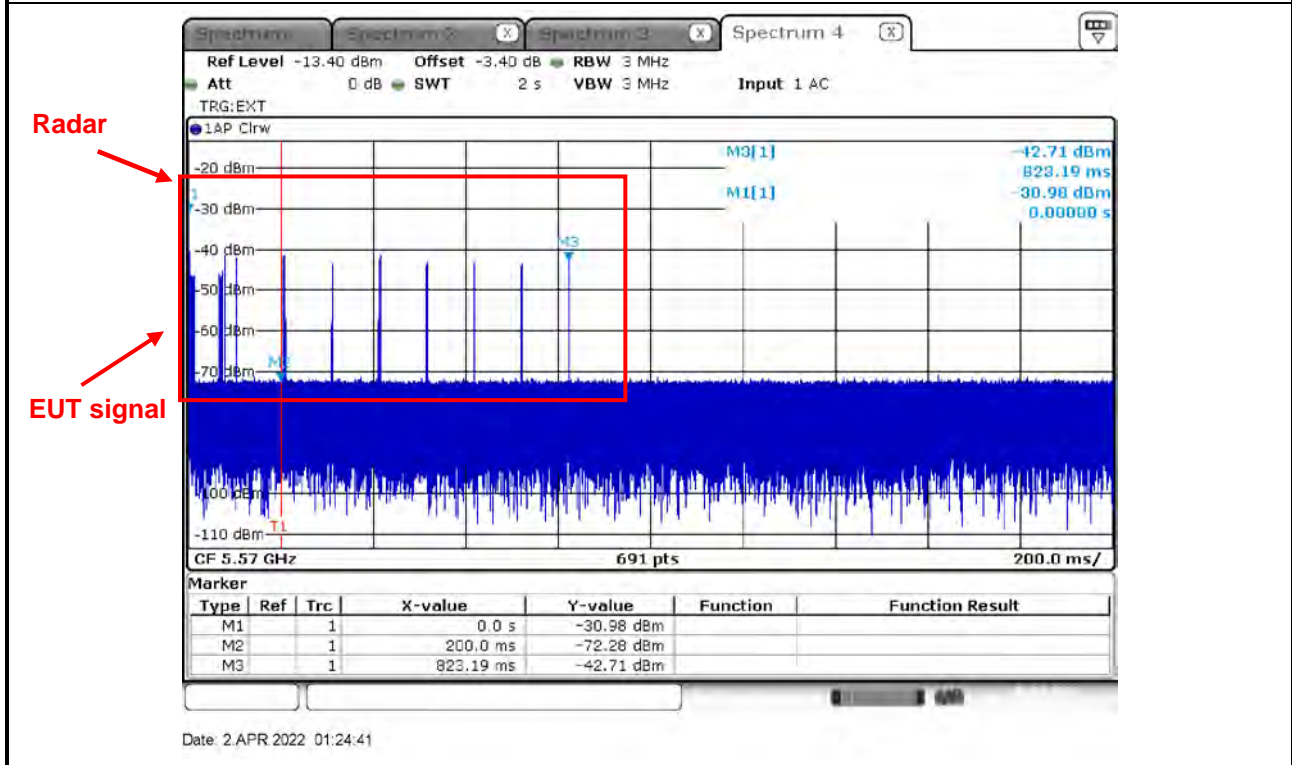 Spectrum 4
Ref Level -13.40 dBm Offset -3.40 dB RBW 3 MHz
Att 0 dB SWT 2 s VBW 3 MHz Input 1 AC
TRG:EXT
1AP Clrw
Radar
M3[1] -42.71 dBm
823.19 ms
M1[1] -30.98 dBm
0.00000 s
-20 dBm
-30 dBm
-40 dBm
M3
-50 dBm
-60 dBm
-70 dBm
EUT signal
-100 dBm
-110 dBm
T1
CF 5.57 GHz 691 pts 200.0 ms/
Marker
Type Ref Trc X-value Y-value Function Function Result
M1 1 0.0 s -30.98 dBm
M2 1 200.0 ms -72.28 dBm
M3 1 823.19 ms -42.71 dBm
Date: 2.APR 2022 01:24:41